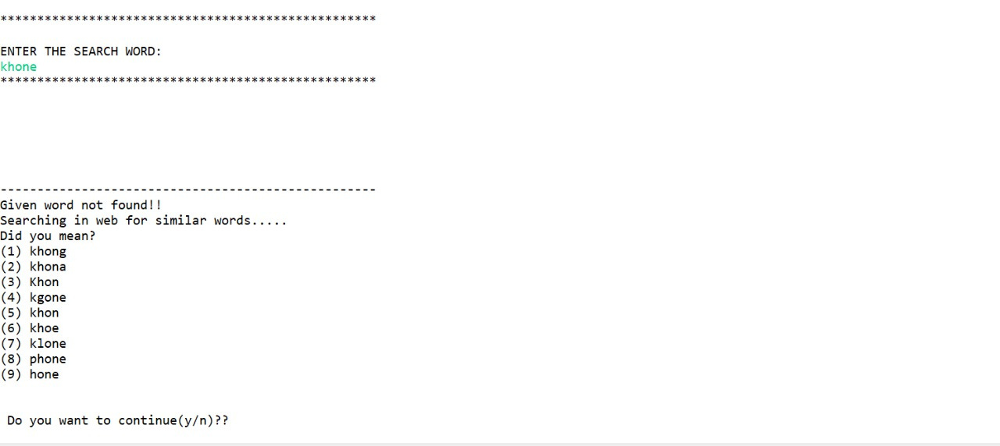 ***************************************************
ENTER THE SEARCH WORD:
khone
***************************************************
---------------------------------------------------
Given word not found!!
Searching in web for similar words.....
Did you mean?
(1) khong
(2) khona
(3) Khon
(4) kgone
(5) khon
(6) khoe
(7) klone
(8) phone
(9) hone
Do you want to continue(y/n)??